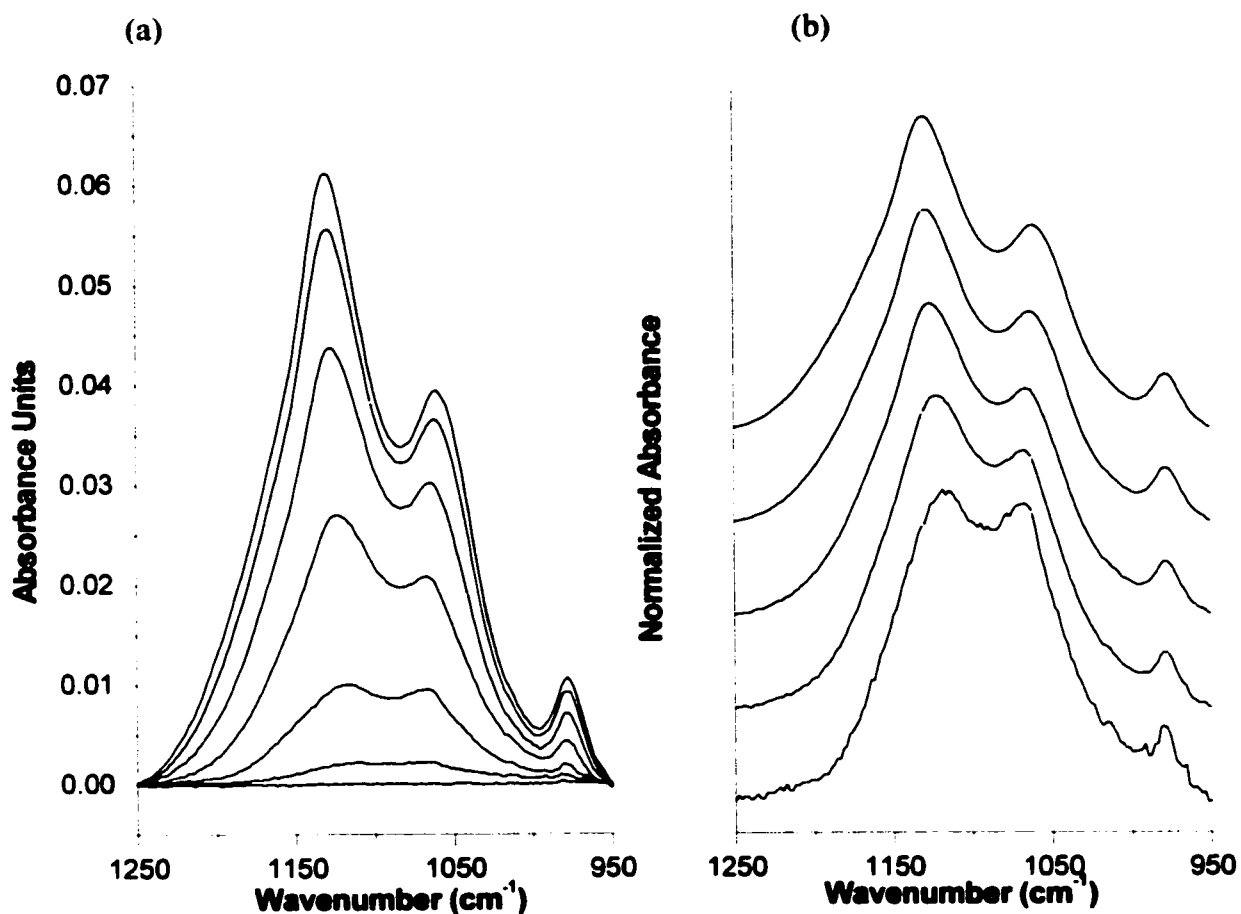 (a)
(b)
0.07
0.06
0.05
0.04
0.03
0.02
0.01
0.00
Absorbance Units
1250
1150
1050
950
Wavenumber (cm⁻¹)
Normalized Absorbance
1250
1150
1050
950
Wavenumber (cm⁻¹)